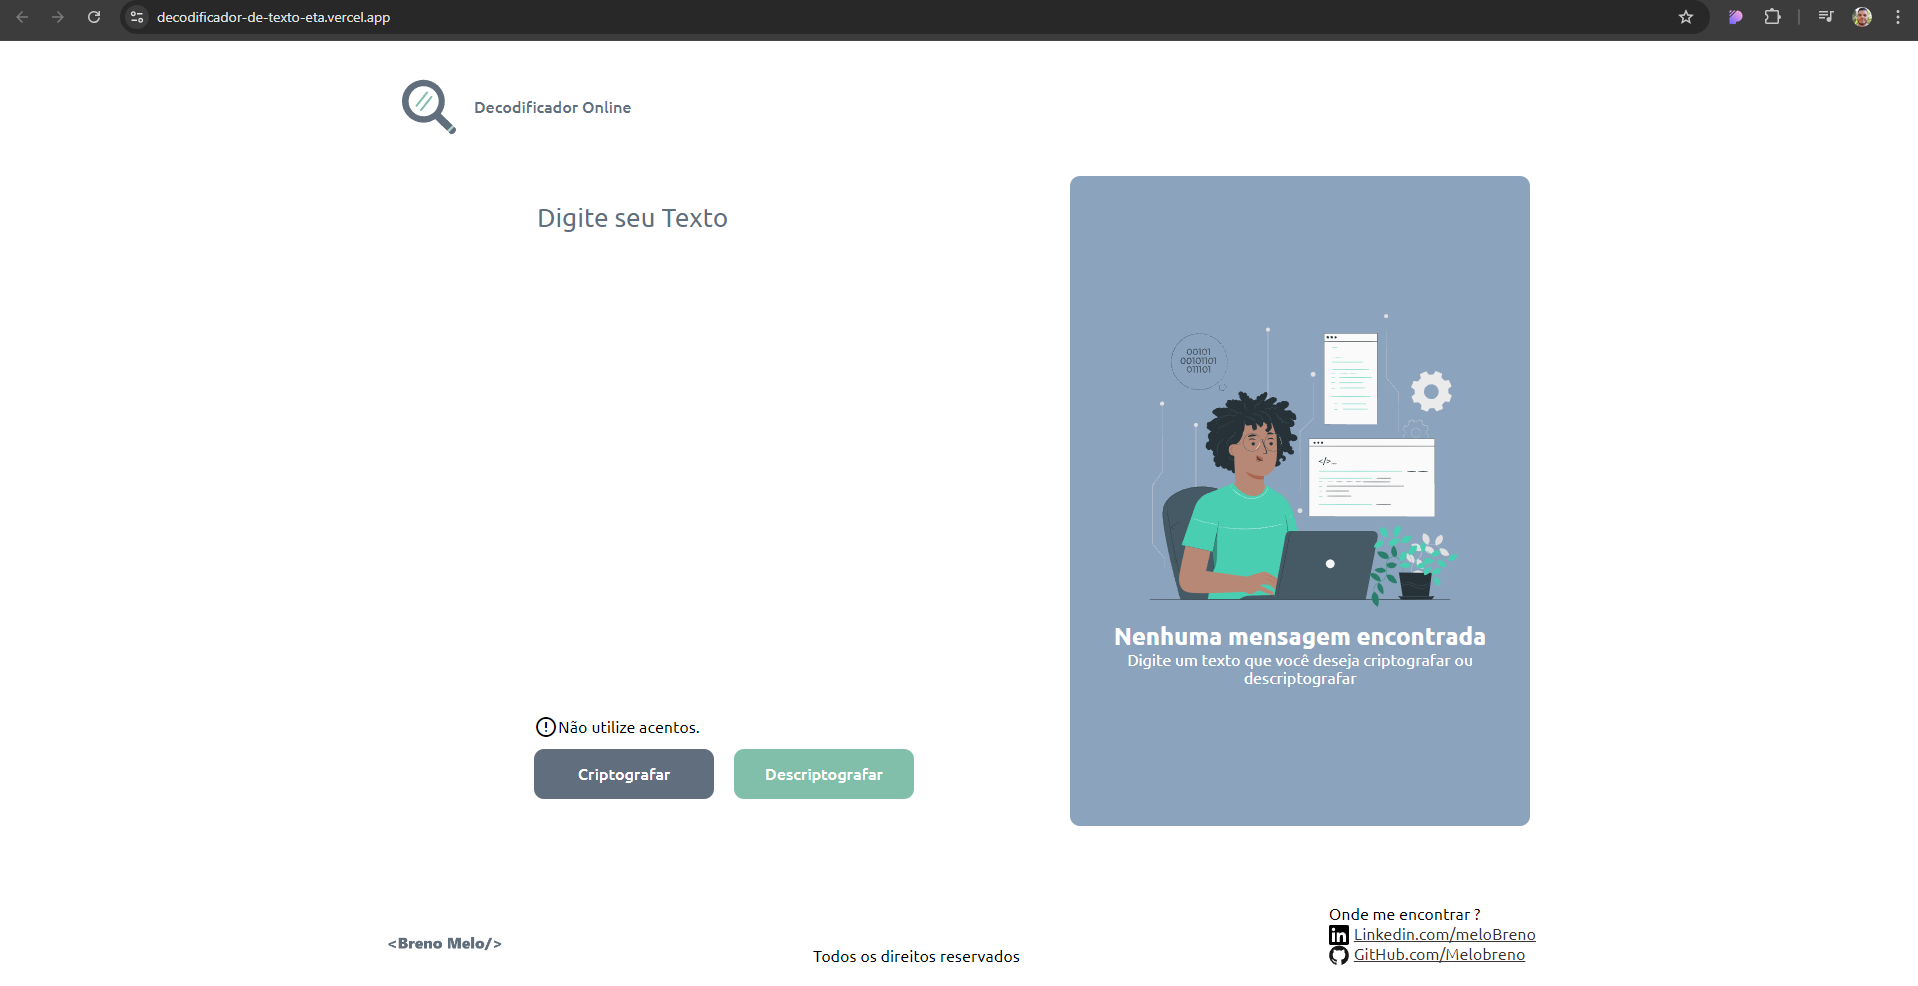 decodificador-de-texto-eta.vercel.app
Decodificador Online
Digite seu Texto
00101
00101101
011101
</>_
Nenhuma mensagem encontrada
Digite um texto que você deseja criptografar ou
descriptografar
Não utilize acentos.
Criptografar
Descriptografar
<Breno Melo/>
Todos os direitos reservados
Onde me encontrar ?
Linkedin.com/meloBreno
GitHub.com/Melobreno